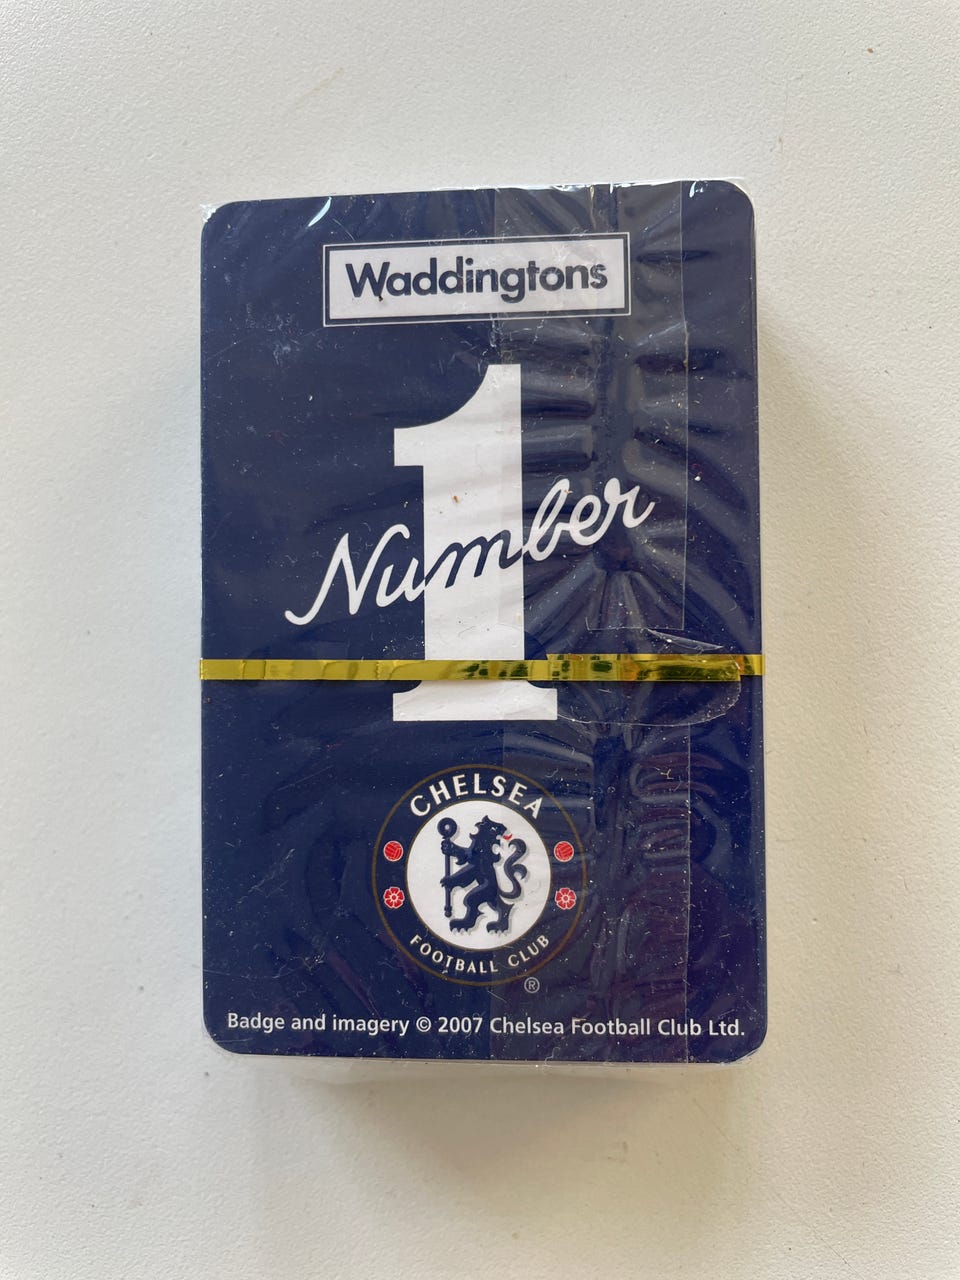 Waddingtons
1
Number
CHELSEA
FOOTBALL CLUB
®
Badge and imagery © 2007 Chelsea Football Club Ltd.